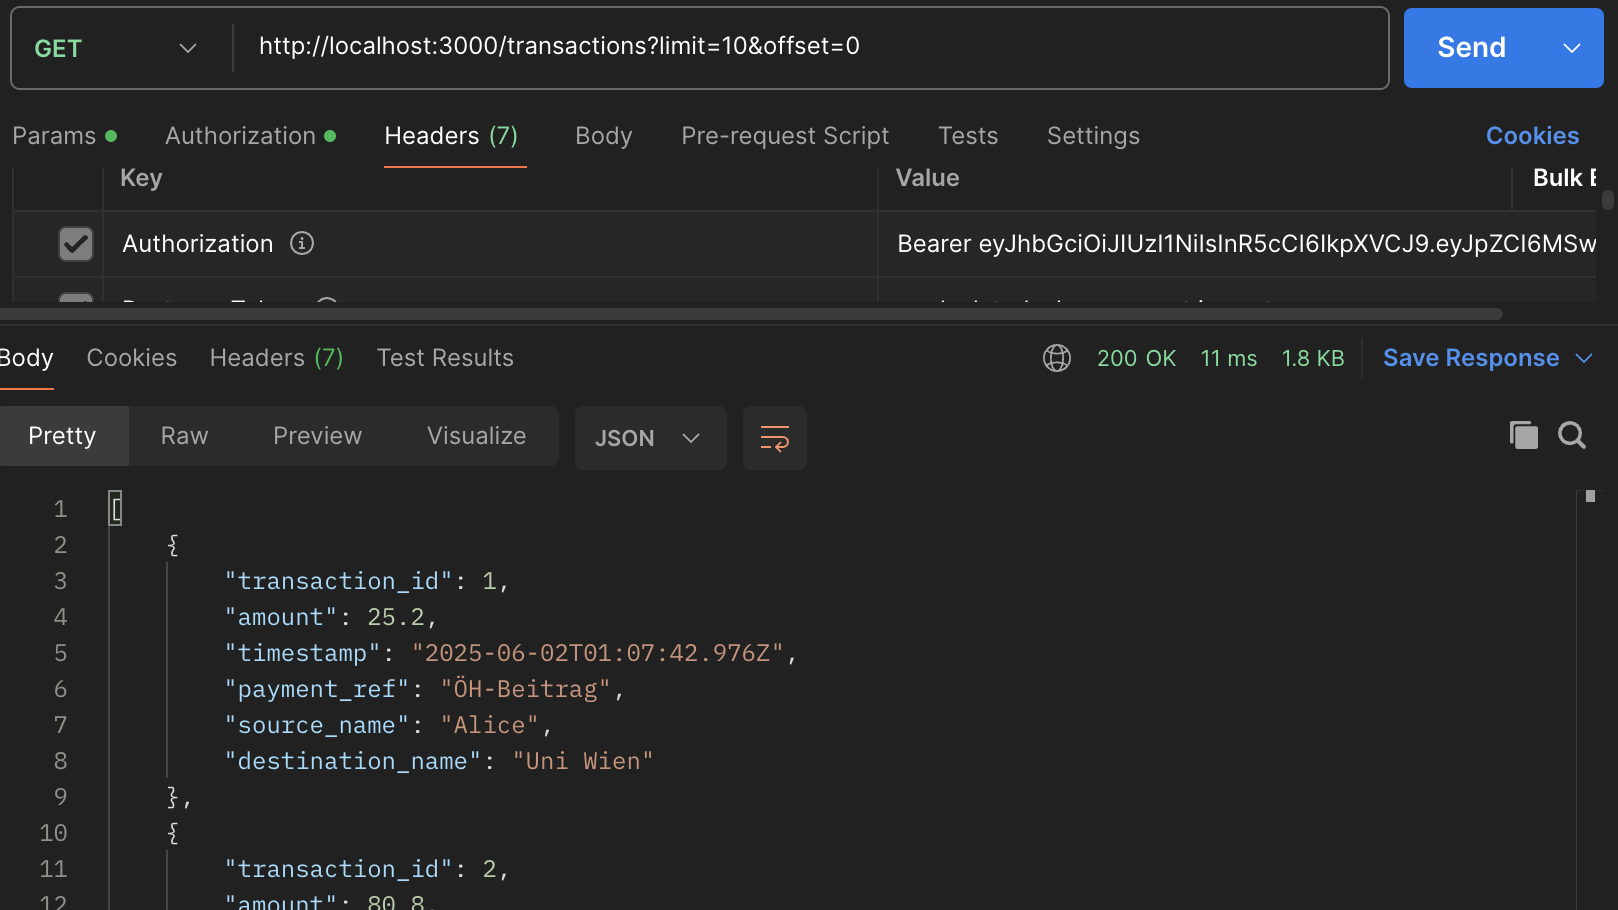 GET http://localhost:3000/transactions?limit=10&offset=0 Send
Params Authorization Headers (7) Body Pre-request Script Tests Settings Cookies
Key Value Bulk E
Authorization Bearer eyJhbGciOiJIUzI1NiIsInR5cCI6IkpXVCJ9.eyJpZCI6MSw
Body Cookies Headers (7) Test Results 200 OK 11 ms 1.8 KB Save Response
Pretty Raw Preview Visualize JSON
1 [
2 {
3 "transaction_id": 1,
4 "amount": 25.2,
5 "timestamp": "2025-06-02T01:07:42.976Z",
6 "payment_ref": "ÖH-Beitrag",
7 "source_name": "Alice",
8 "destination_name": "Uni Wien"
9 },
10 {
11 "transaction_id": 2,
12 "amount": 80.8,